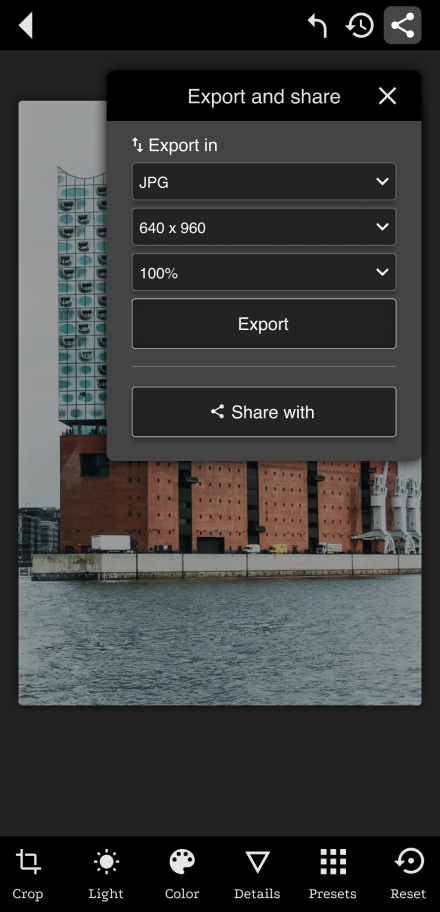 Export and share
Export in
JPG
640 x 960
100%
Export
Share with
Crop
Light
Color
Details
Presets
Reset